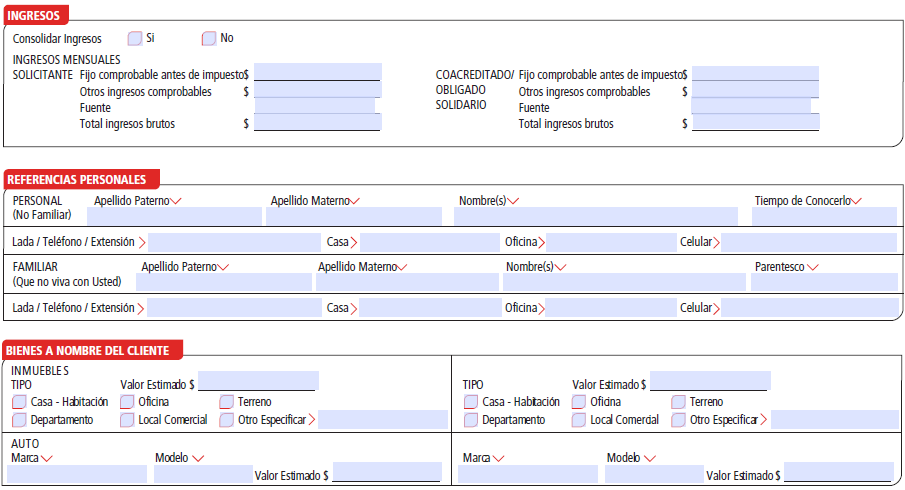 INGRESOS
Consolidar Ingresos Si No
INGRESOS MENSUALES
SOLICITANTE Fijo comprobable antes de impuesto$ COACREDITADO/ Fijo comprobable antes de impuesto$
Otros ingresos comprobables $ OBLIGADO Otros ingresos comprobables $
Fuente SOLIDARIO Fuente
Total ingresos brutos $ Total ingresos brutos $
REFERENCIAS PERSONALES
PERSONAL Apellido Paterno Apellido Materno Nombre(s) Tiempo de Conocerlo
(No Familiar)
Lada / Teléfono / Extensión Casa Oficina Celular
FAMILIAR Apellido Paterno Apellido Materno Nombre(s) Parentesco
(Que no viva con Usted)
Lada / Teléfono / Extensión Casa Oficina Celular
BIENES A NOMBRE DEL CLIENTE
INMUEBLES
TIPO Valor Estimado $ TIPO Valor Estimado $
Casa - Habitación Oficina Terreno Casa - Habitación Oficina Terreno
Departamento Local Comercial Otro Especificar Departamento Local Comercial Otro Especificar
AUTO
Marca Modelo Marca Modelo
Valor Estimado $ Valor Estimado $